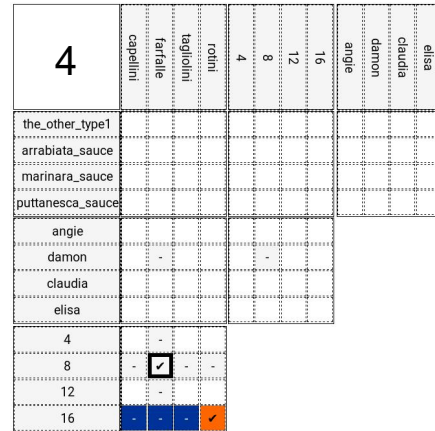 4
capellini farfalle tagliolini rotini 4 8 12 16 angie damon claudia elisa
the_other_type1
arrabiata_sauce
marinara_sauce
puttanesca_sauce
angie
damon - -
claudia
elisa
4 -
8 - ✔ - -
12 -
16 - - - ✔